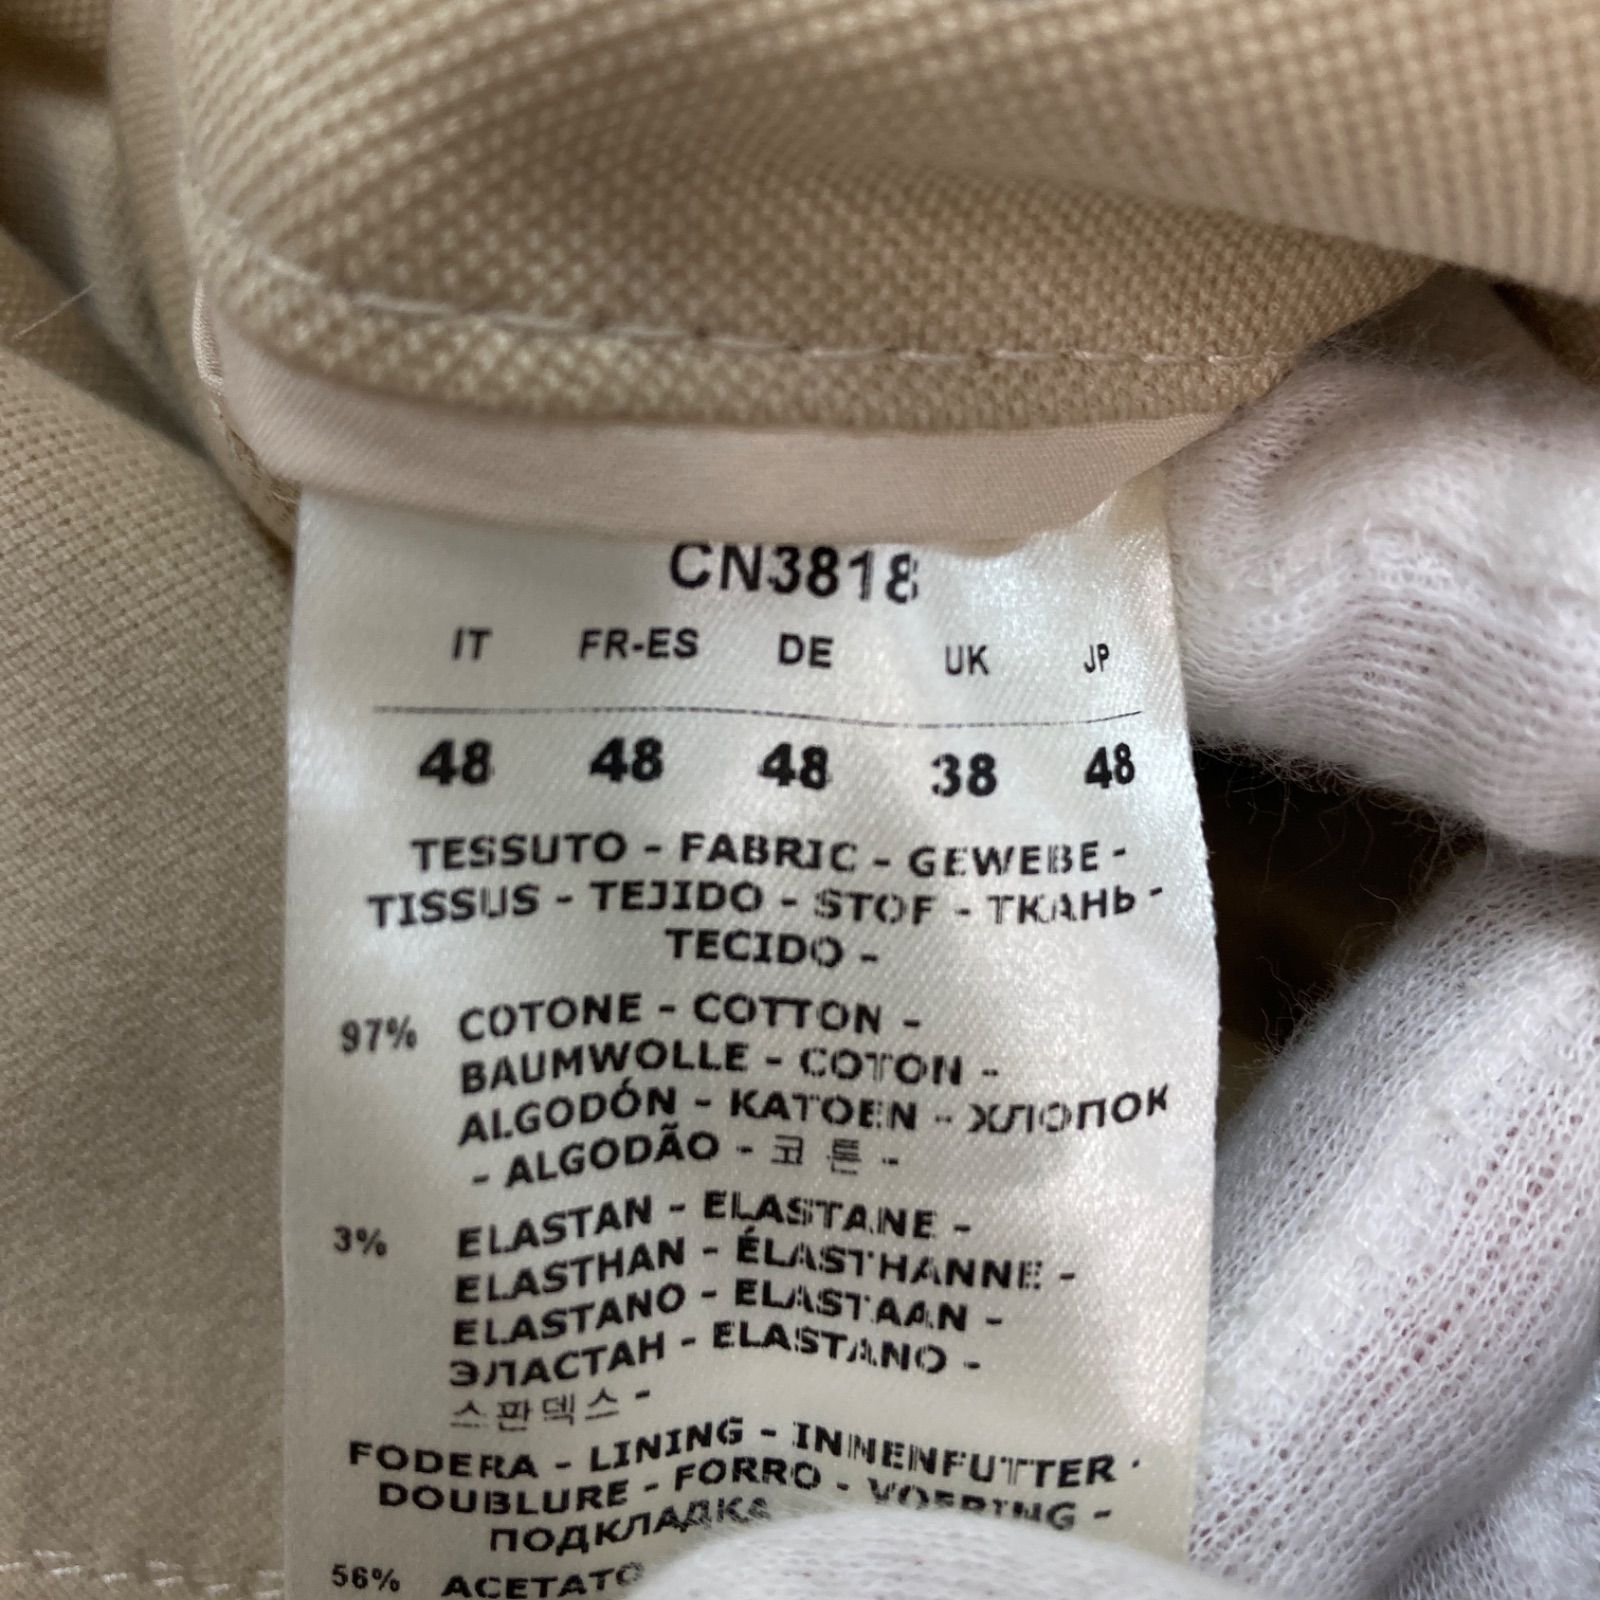 CN3818
IT FR-ES DE UK JP
48 48 48 38 48
TESSUTO - FABRIC - GEWEBE -
TISSUS - TEJIDO - STOF - ТКАНЬ -
TECIDO -
97% COTONE - COTTON -
BAUMWOLLE - COTON -
ALGODÓN - KATOEN - ХЛОПОК
- ALGODÃO - 코튼 -
3% ELASTAN - ELASTANE -
ELASTHAN - ÉLASTHANNE -
ELASTANO - ELASTAAN -
ЭЛАСТАН - ELASTANO -
스판덱스 -
FODERA - LINING - INNENFUTTER -
DOUBLURE - FORRO - VOERING -
ПОДКЛАДКА
56% ACETATO